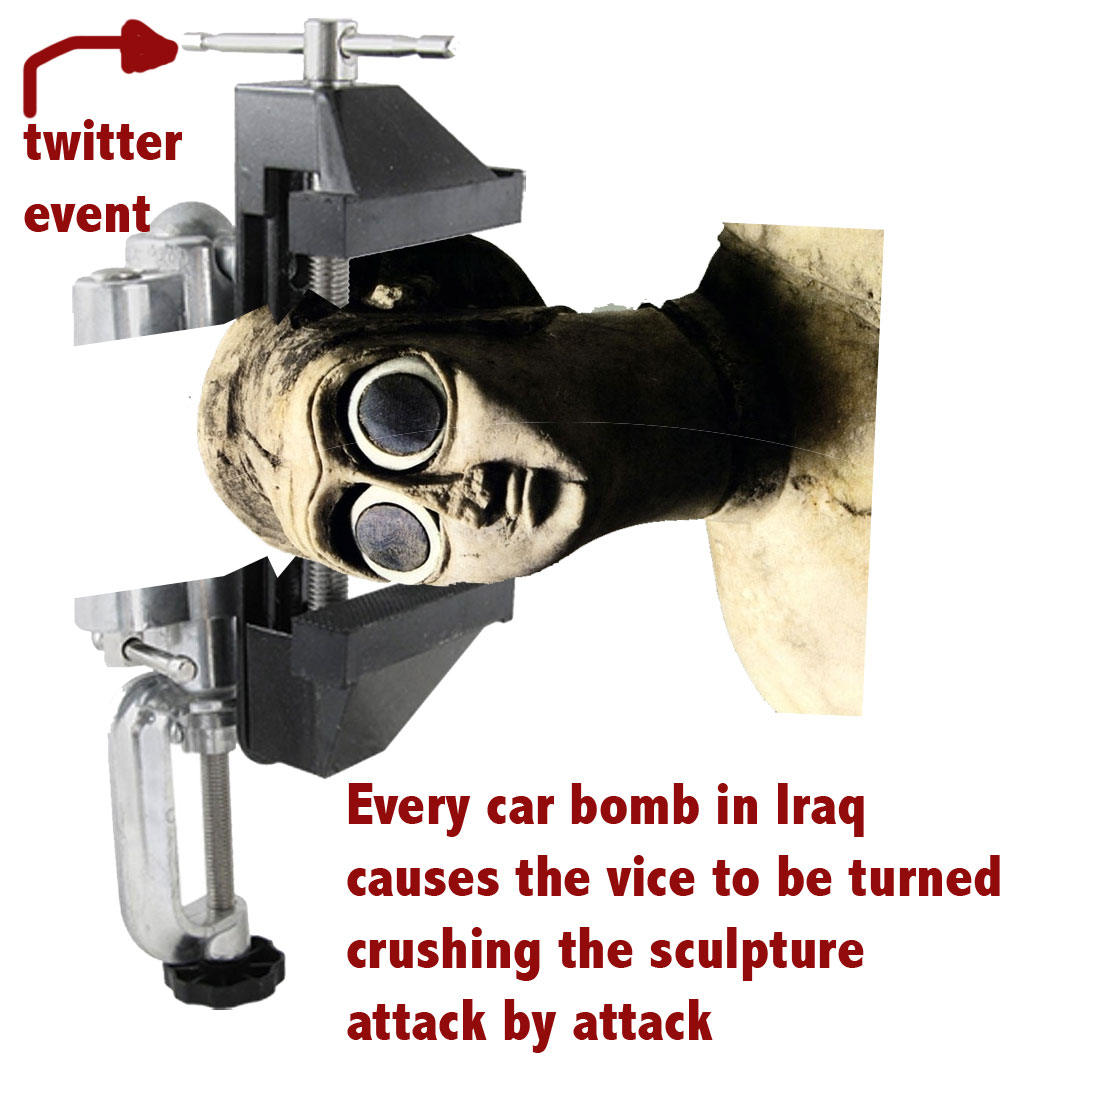 twitter
event
Every car bomb in Iraq
causes the vice to be turned
crushing the sculpture
attack by attack